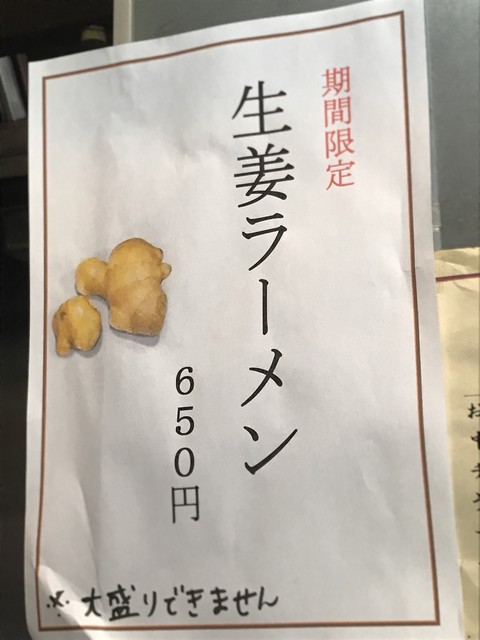 期間限定
生姜ラーメン
650円
※大盛りできません